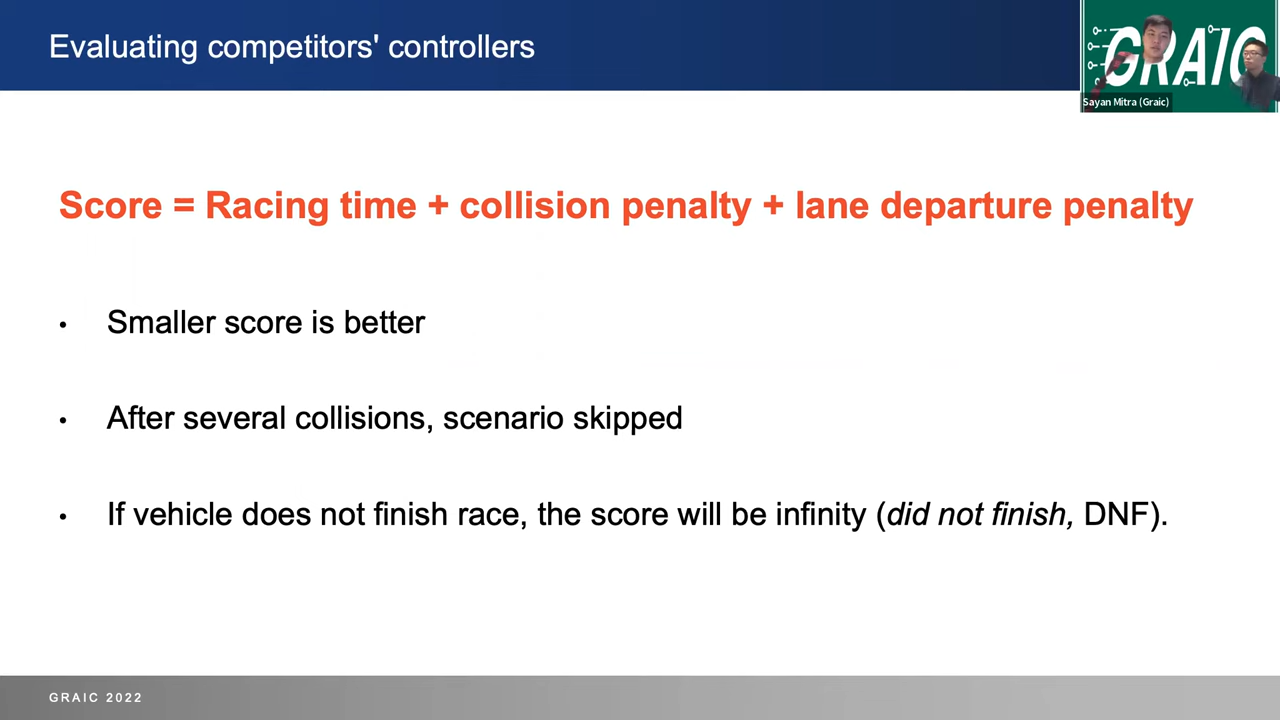 Evaluating competitors' controllers
GRAIC
Sayan Mitra (Graic)
Score = Racing time + collision penalty + lane departure penalty
• Smaller score is better
• After several collisions, scenario skipped
• If vehicle does not finish race, the score will be infinity (did not finish, DNF).
GRAIC 2022